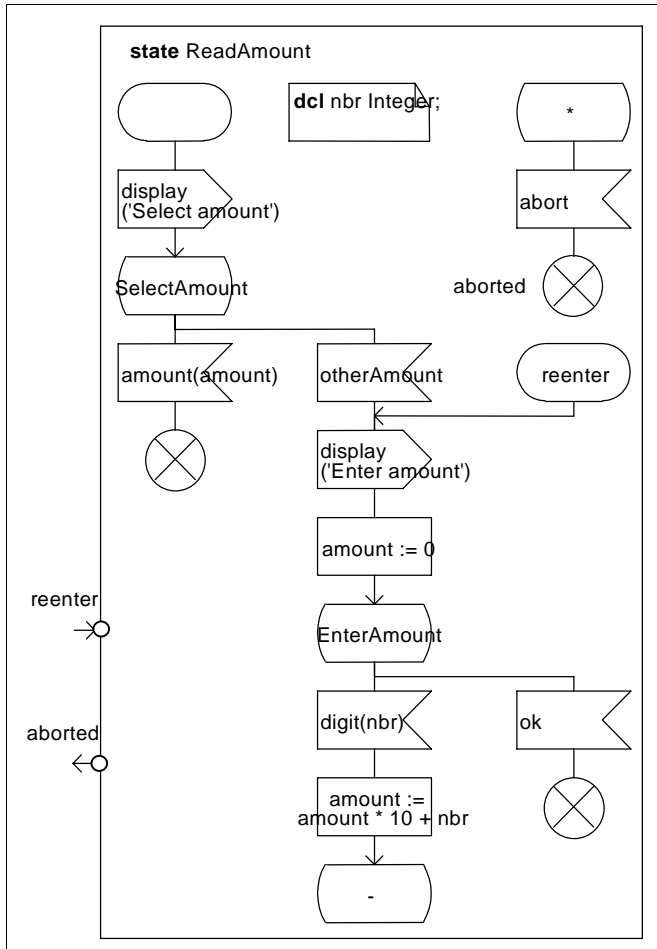 state ReadAmount
dcl nbr Integer;
*
display
('Select amount')
abort
SelectAmount
aborted
amount(amount)
otherAmount
reenter
display
('Enter amount')
amount := 0
reenter
EnterAmount
digit(nbr)
ok
aborted
amount :=
amount * 10 + nbr
-